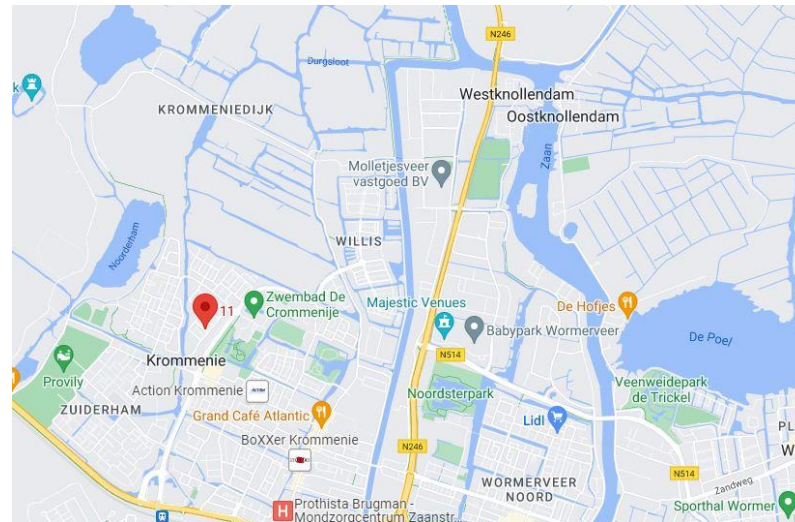 N246
Durgsloot
Westknollendam
Oostknollendam
k
KROMMENIEDIJK
Zaan
Molletjesveer
vastgoed BV
Noorderham
WILLIS
11
Zwembad De
Crommenije
Majestic Venues
De Hofjes
Babypark Wormerveer
De Poel
N514
Krommenie
Provily
Action Krommenie
ACTION
Noordsterpark
Veenweidepark
de Trickel
ZUIDERHAM
Grand Café Atlantic
Lidl
BoXXer Krommenie
N246
PL
W
N514
WORMERVEER
NOORD
Zandweg
H
Prothista Brugman -
Mondzorgcentrum Zaanstr...
Sporthal Wormer